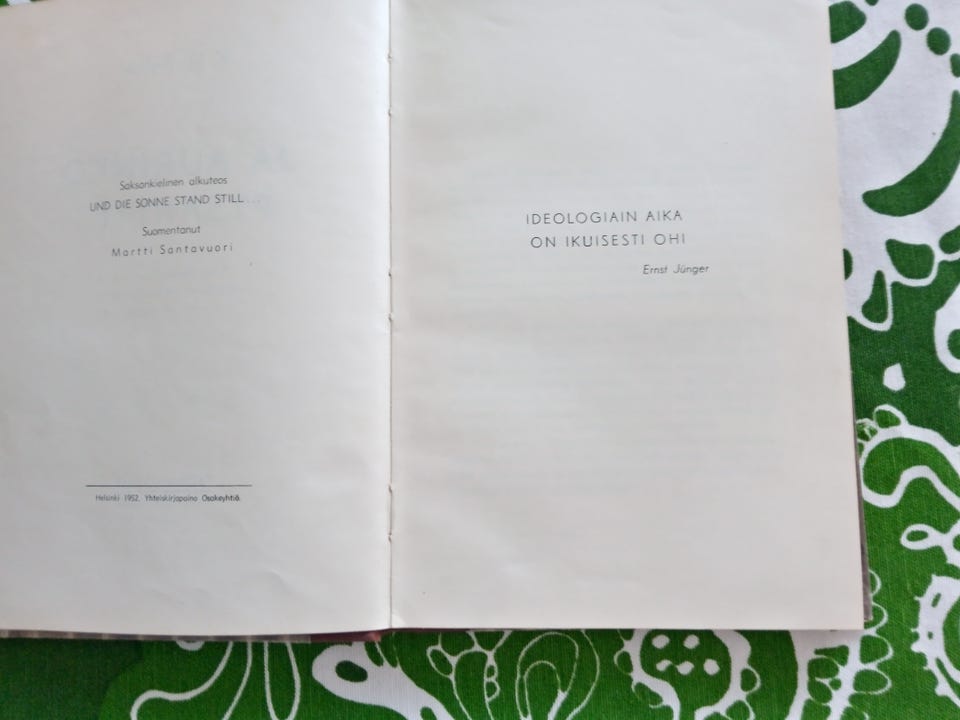 Saksankielinen alkuteos
UND DIE SONNE STAND STILL...
Suomentanut
Martti Santavuori
Helsinki 1952. Yhteiskirjapaino Osakeyhtiö.
IDEOLOGIAIN AIKA
ON IKUISESTI OHI
Ernst Jünger